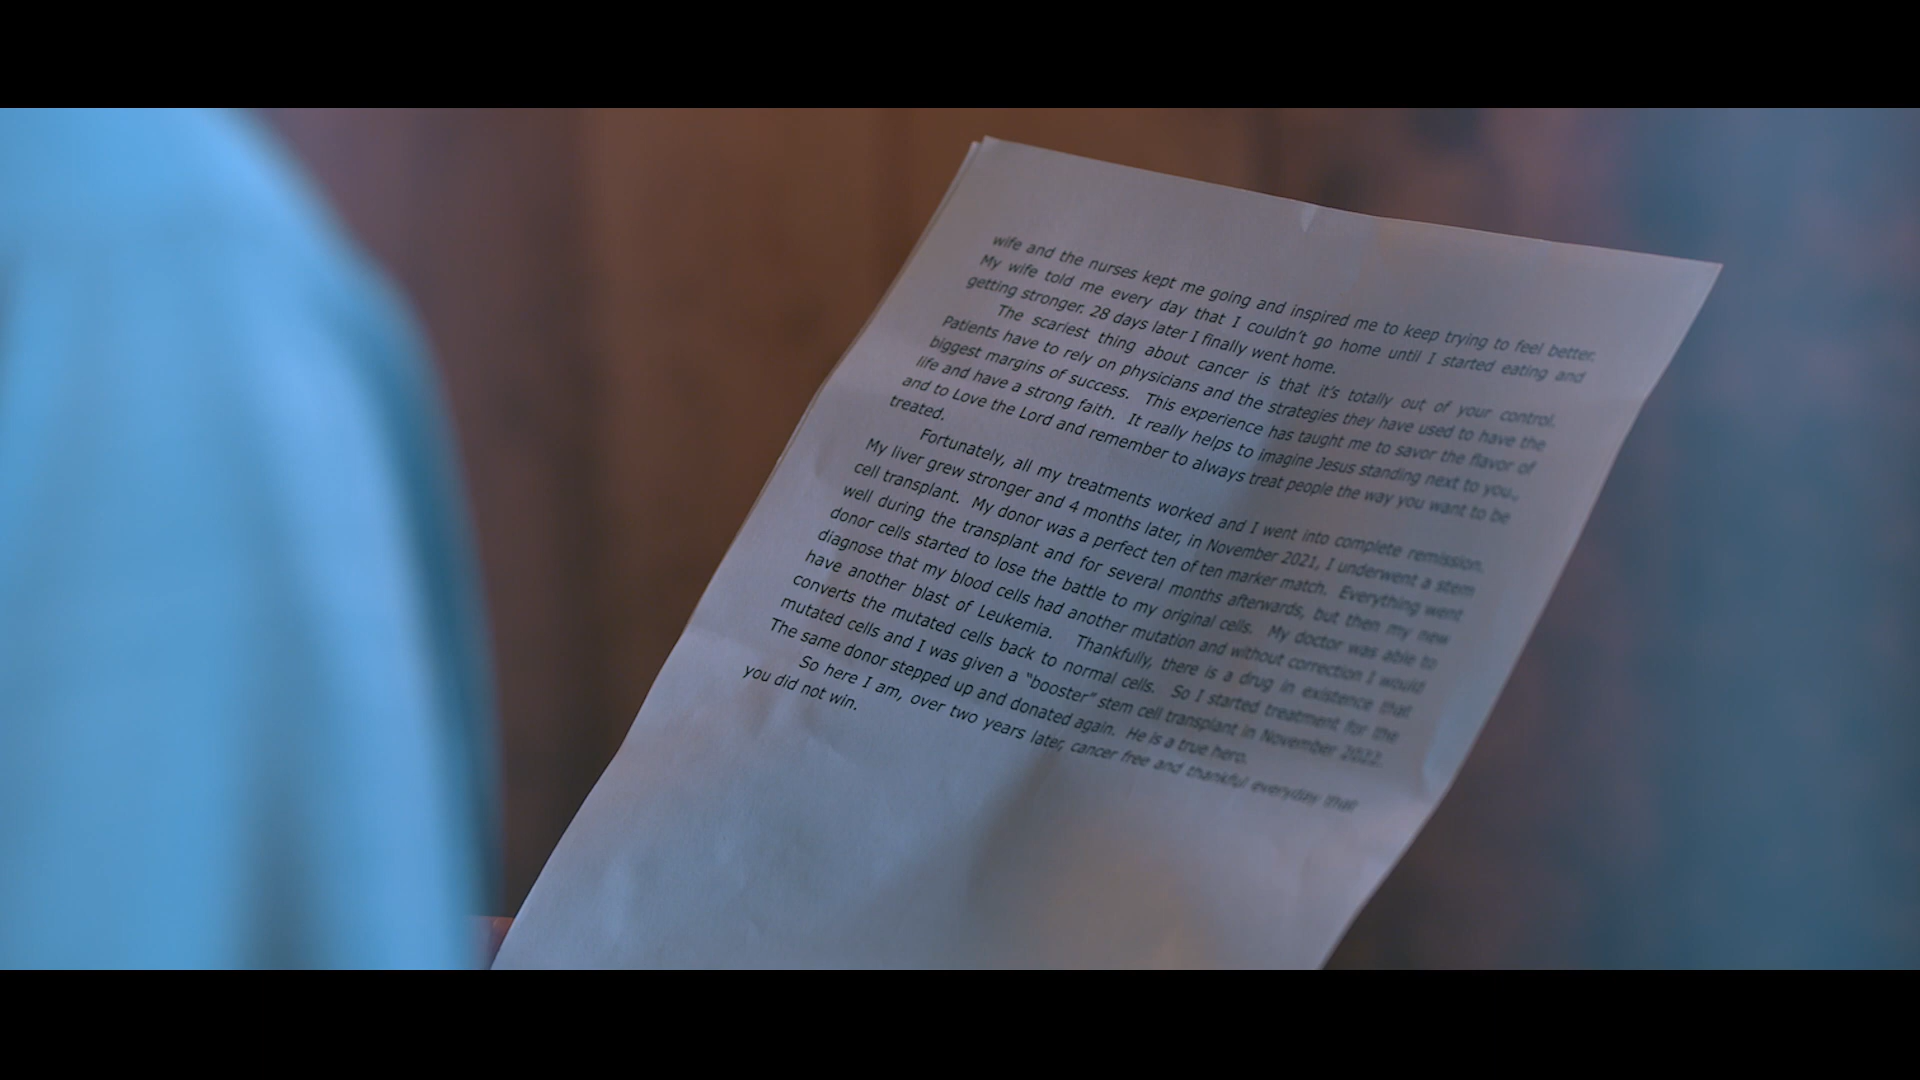 wife and the nurses kept me going and inspired me to keep trying to feel better.
My wife told me every day that I couldn't go home until I started eating and
getting stronger. 28 days later I finally went home.
The scariest thing about cancer is that it's totally out of your control.
Patients have to rely on physicians and the strategies they have used to have the
biggest margins of success. This experience has taught me to savor the flavor of
life and have a strong faith. It really helps to imagine Jesus standing next to you.,
and to Love the Lord and remember to always treat people the way you want to be
treated.
Fortunately, all my treatments worked and I went into complete remission.
My liver grew stronger and 4 months later, in November 2021, I underwent a stem
cell transplant. My donor was a perfect ten of ten marker match. Everything went
well during the transplant and for several months afterwards, but then my new
donor cells started to lose the battle to my original cells. My doctor was able to
diagnose that my blood cells had another mutation and without correction I would
have another blast of Leukemia. Thankfully, there is a drug in existence that
converts the mutated cells back to normal cells. So I started treatment for the
mutated cells and I was given a "booster" stem cell transplant in November 2022.
The same donor stepped up and donated again. He is a true hero.
So here I am, over two years later, cancer free and thankful everyday that
you did not win.